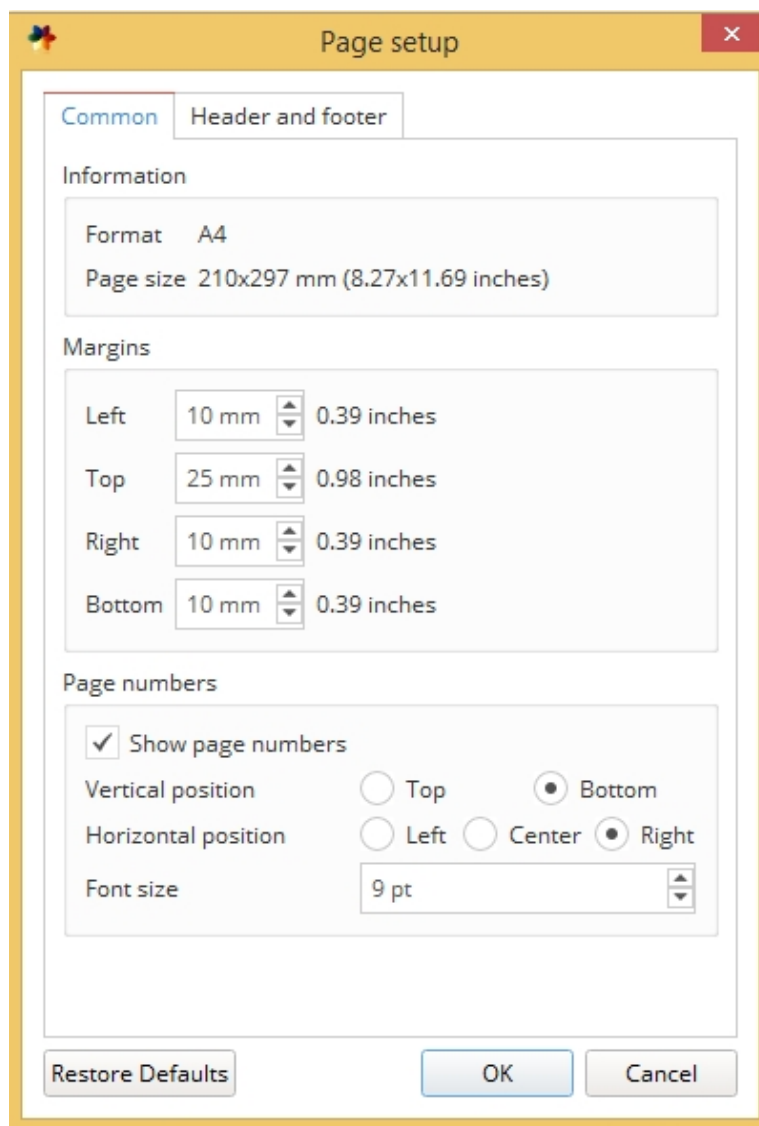 Page setup
Common Header and footer
Information
Format A4
Page size 210x297 mm (8.27x11.69 inches)
Margins
Left 10 mm 0.39 inches
Top 25 mm 0.98 inches
Right 10 mm 0.39 inches
Bottom 10 mm 0.39 inches
Page numbers
Show page numbers
Vertical position Top Bottom
Horizontal position Left Center Right
Font size 9 pt
Restore Defaults OK Cancel